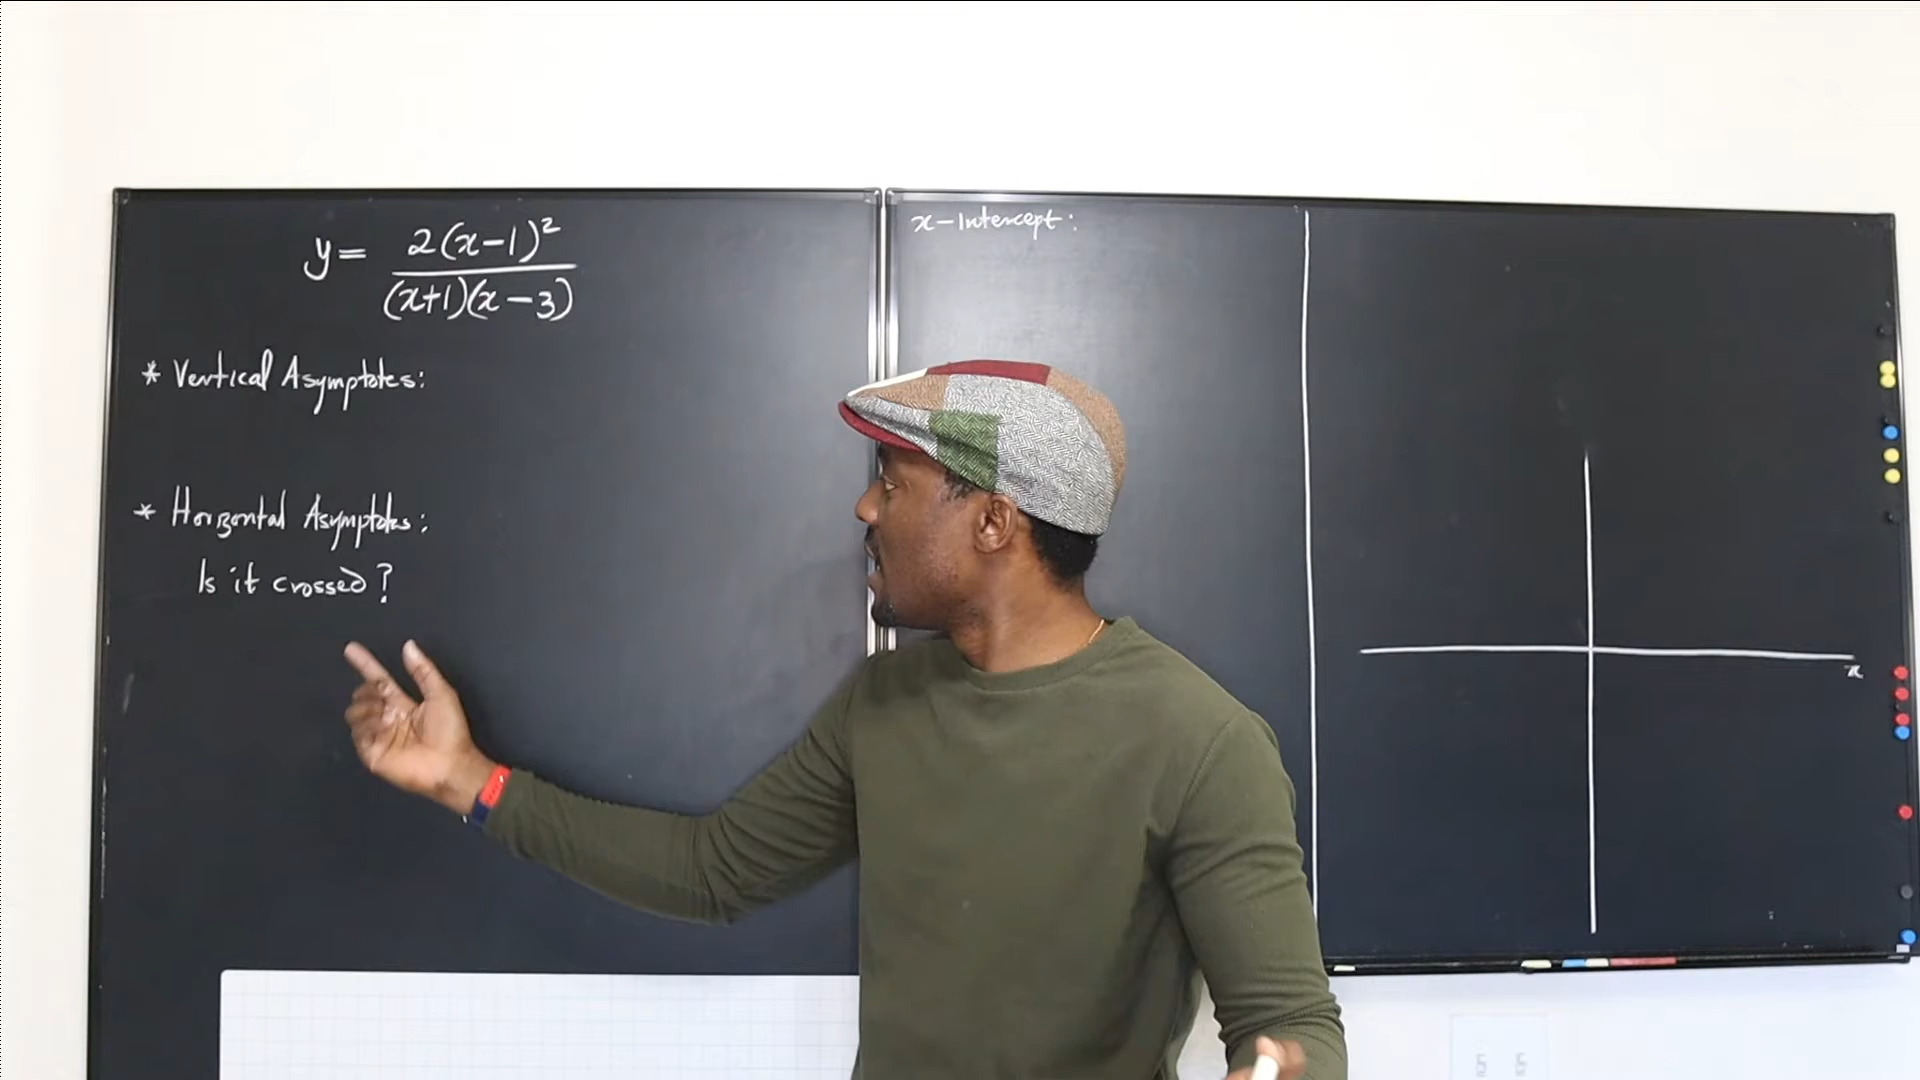 y = 2(x-1)² / (x+1)(x-3)
* Vertical Asymptotes:
* Horizontal Asymptotes:
Is it crossed?
x-Intercept:
x